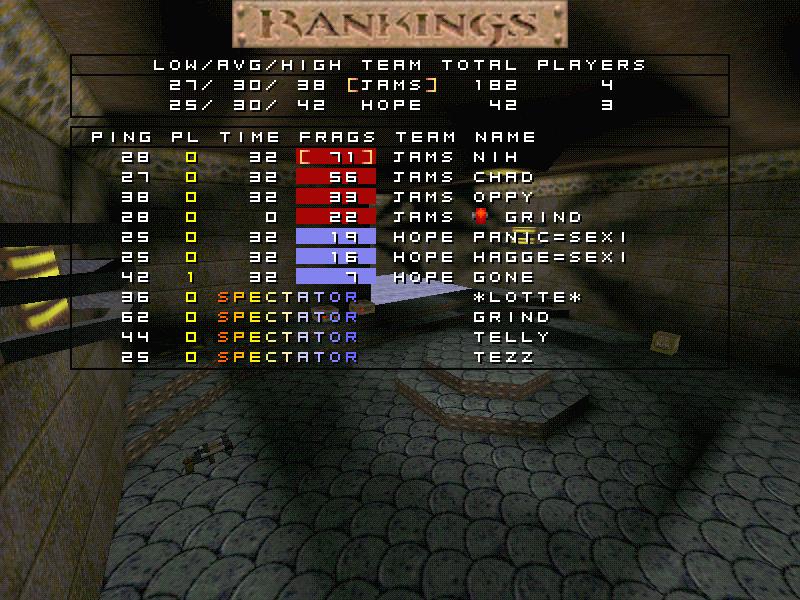 RANKINGS
LOW/AVG/HIGH TEAM TOTAL PLAYERS
27/ 30/ 38 [JAMS] 182 4
25/ 30/ 42 HOPE 42 3
PING PL TIME FRAGS TEAM NAME
28 0 32 [ 71 ] JAMS NIH
27 0 32 56 JAMS CHAD
38 0 32 33 JAMS OPPY
28 0 0 22 JAMS GRIND
25 0 32 19 HOPE PANIC=SEXI
25 0 32 16 HOPE HAGGE=SEXI
42 1 32 7 HOPE GONE
36 0 SPECTATOR *LOTTE*
62 0 SPECTATOR GRIND
44 0 SPECTATOR TELLY
25 0 SPECTATOR TEZZ